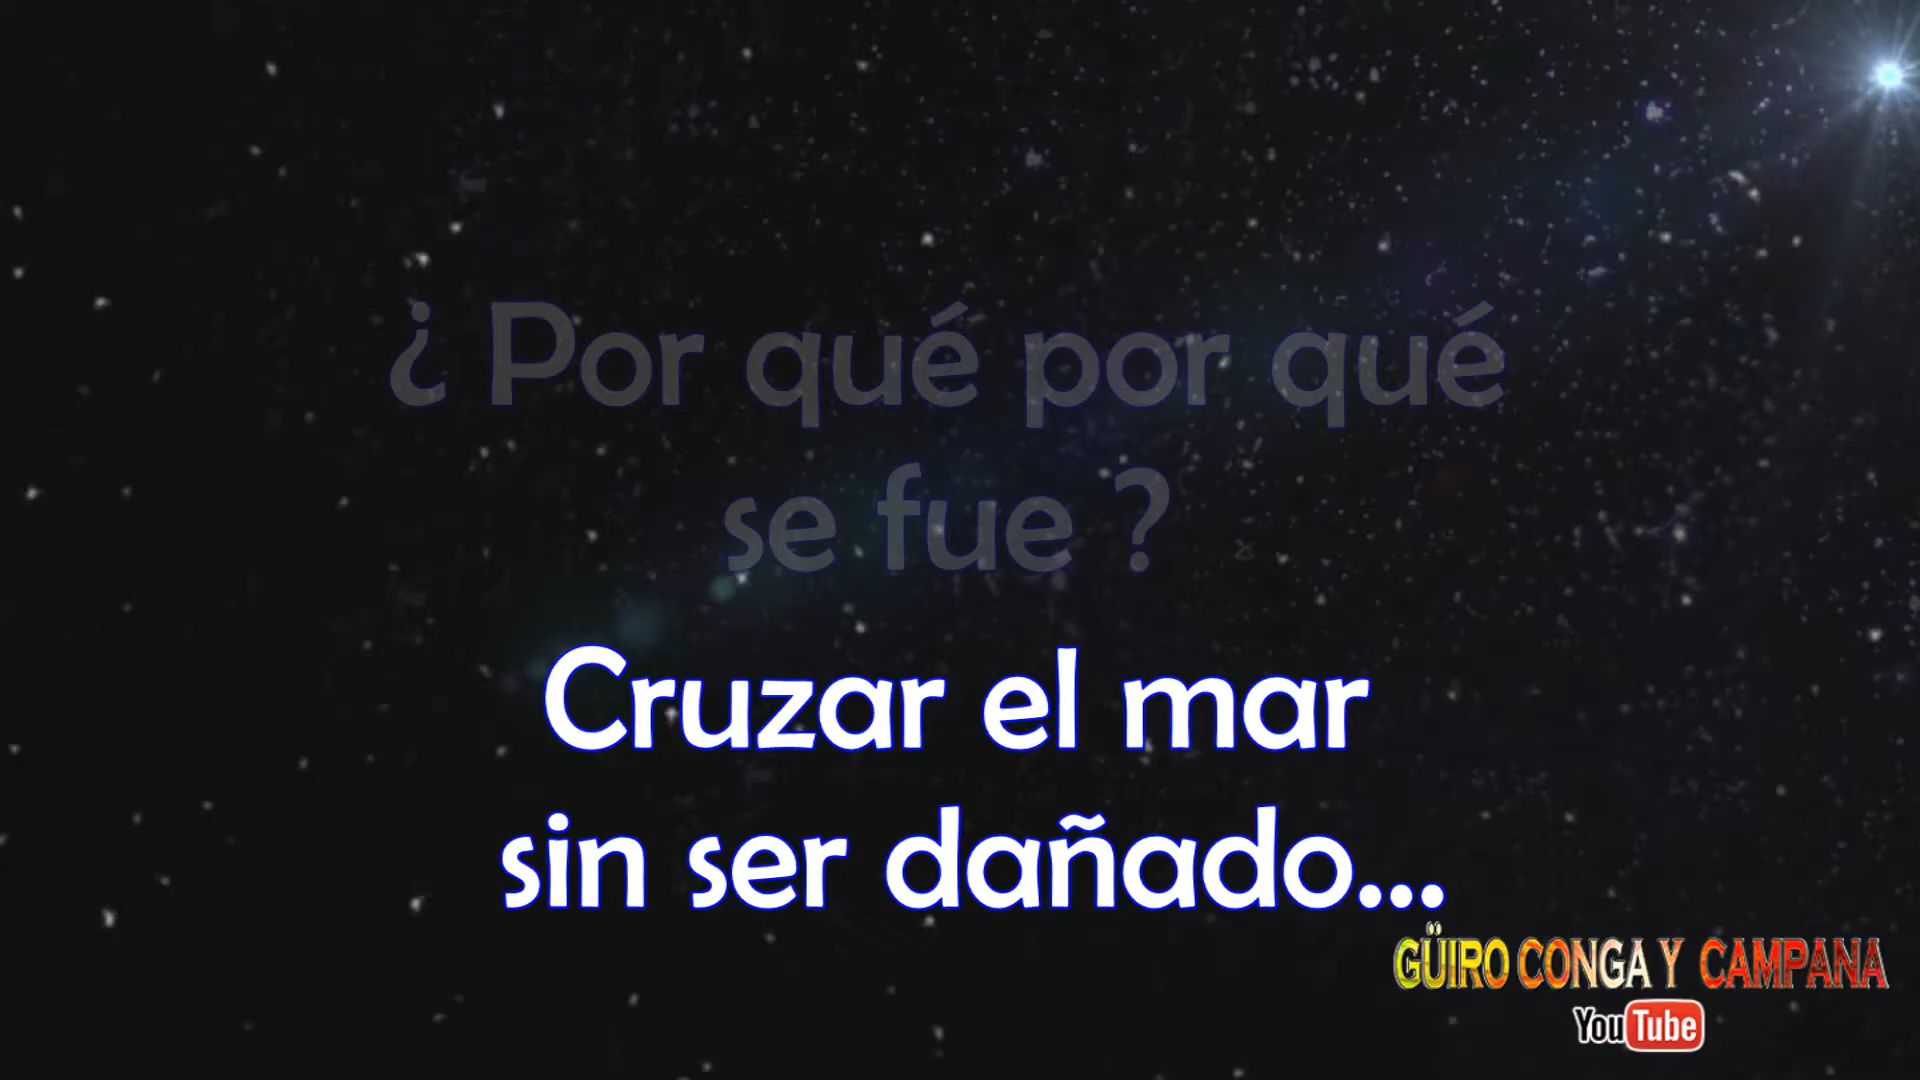 ¿ Por qué por qué
se fue ?
Cruzar el mar
sin ser dañado...
GÜIRO CONGA Y CAMPANA
YouTube